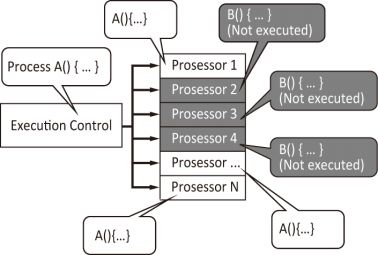 A(){...}
B() { ... }
(Not executed)
Process A() { ... }
Prosessor 1
Prosessor 2
B() { ... }
(Not executed)
Prosessor 3
Execution Control
Prosessor 4
B() { ... }
(Not executed)
Prosessor ...
Prosessor N
A(){...}
A(){...}